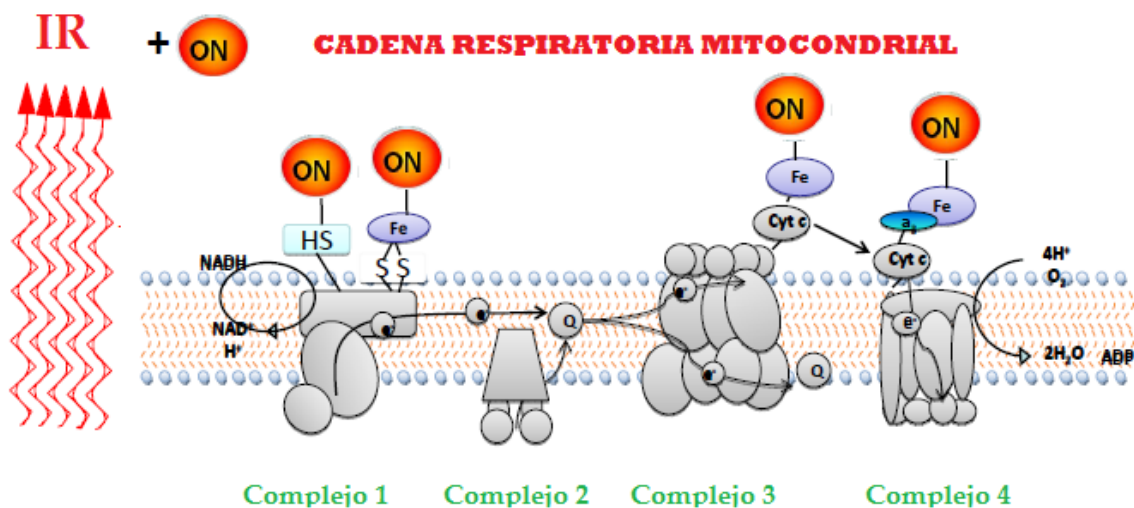 IR
+ ON
CADENA RESPIRATORIA MITOCONDRIAL
ON
ON
ON
ON
HS
Fe
Fe
Fe
S S
Cyt c
a₃
Cyt c
NADH
NAD⁺
H⁺
e⁻
e⁻
Q
e⁻
e⁻
Q
e⁻
4H⁺
O₂
2H₂O
ADP
Complejo 1
Complejo 2
Complejo 3
Complejo 4